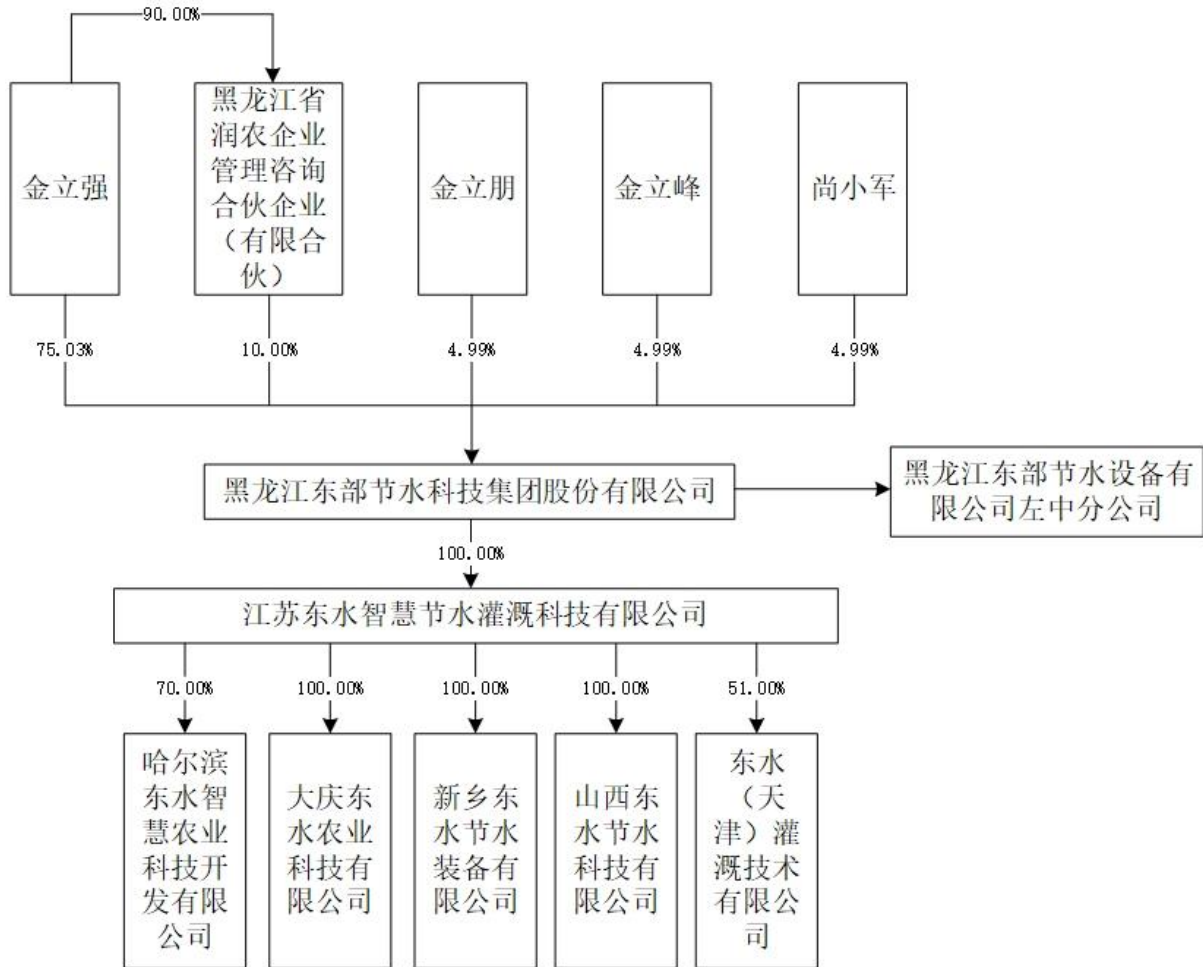 90.00%
金立强
黑龙江省
润农企业
管理咨询
合伙企业
（有限合
伙）
金立朋
金立峰
尚小军
75.03%
10.00%
4.99%
4.99%
4.99%
黑龙江东部节水科技集团股份有限公司
黑龙江东部节水设备有
限公司左中分公司
100.00%
江苏东水智慧节水灌溉科技有限公司
70.00%
100.00%
100.00%
100.00%
51.00%
哈尔滨
东水智
慧农业
科技开
发有限
公司
大庆东
水农业
科技有
限公司
新乡东
水节水
装备有
限公司
山西东
水节水
科技有
限公司
东水
（天
津）灌
溉技术
有限公
司